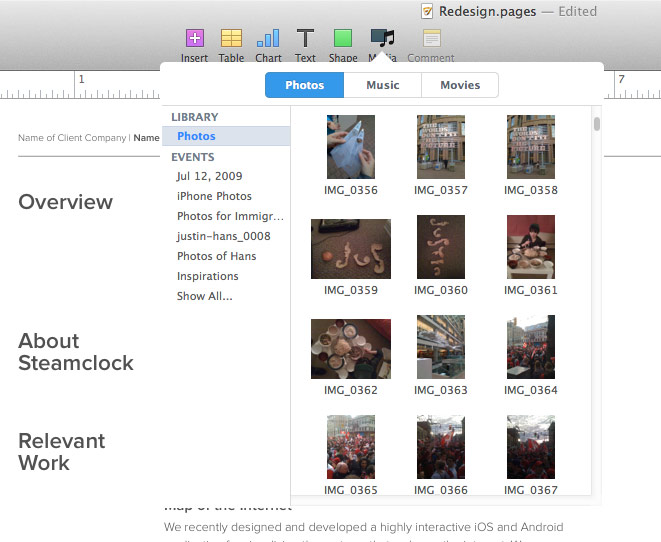 Redesign.pages — Edited
Insert Table Chart Text Shape Media Comment
1 7
Photos Music Movies
Name of Client Company | Name
LIBRARY
Photos
EVENTS
Jul 12, 2009
iPhone Photos
Photos for Immigr...
justin-hans_0008
Photos of Hans
Inspirations
Show All...
IMG_0356 IMG_0357 IMG_0358
IMG_0359 IMG_0360 IMG_0361
IMG_0362 IMG_0363 IMG_0364
IMG_0365 IMG_0366 IMG_0367
Overview
About
Steamclock
Relevant
Work
Map of the Internet
We recently designed and developed a highly interactive iOS and Android